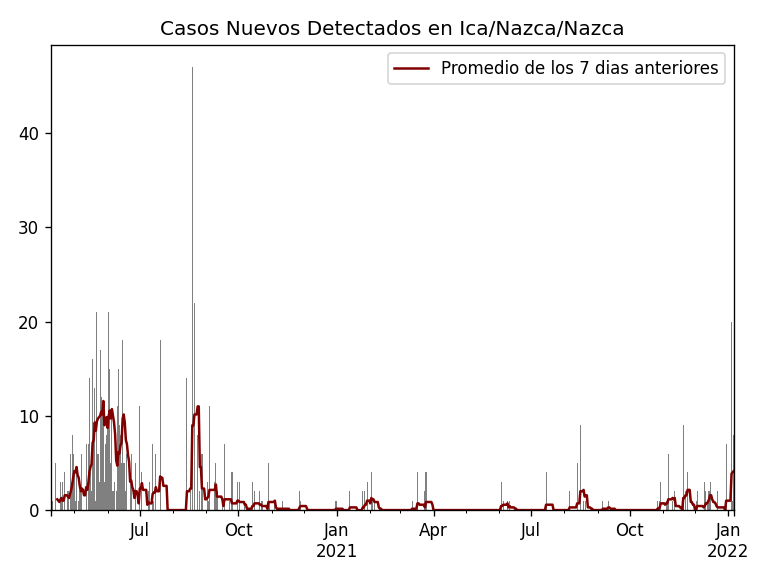 Casos Nuevos Detectados en Ica/Nazca/Nazca
Promedio de los 7 dias anteriores
40
30
20
10
0
Jul
Oct
Jan
2021
Apr
Jul
Oct
Jan
2022